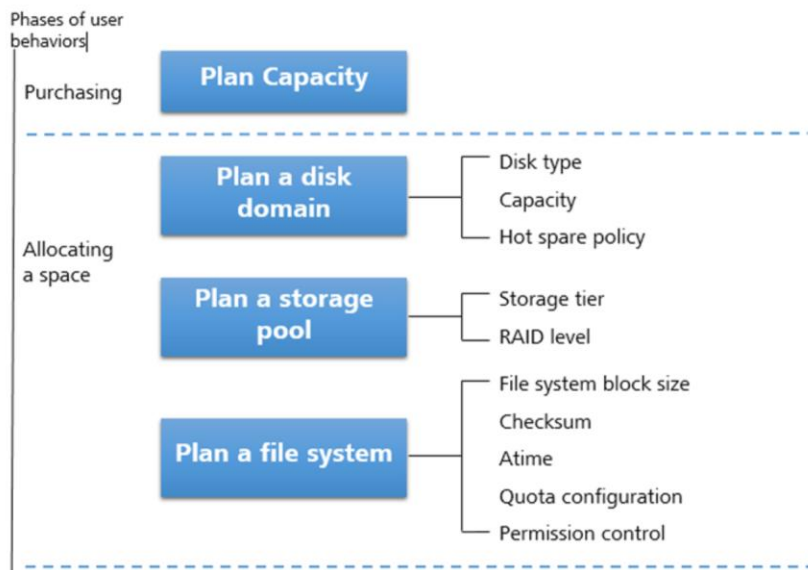 Phases of user
behaviors
Purchasing
Plan Capacity
Allocating
a space
Plan a disk
domain
Disk type
Capacity
Hot spare policy
Plan a storage
pool
Storage tier
RAID level
Plan a file system
File system block size
Checksum
Atime
Quota configuration
Permission control